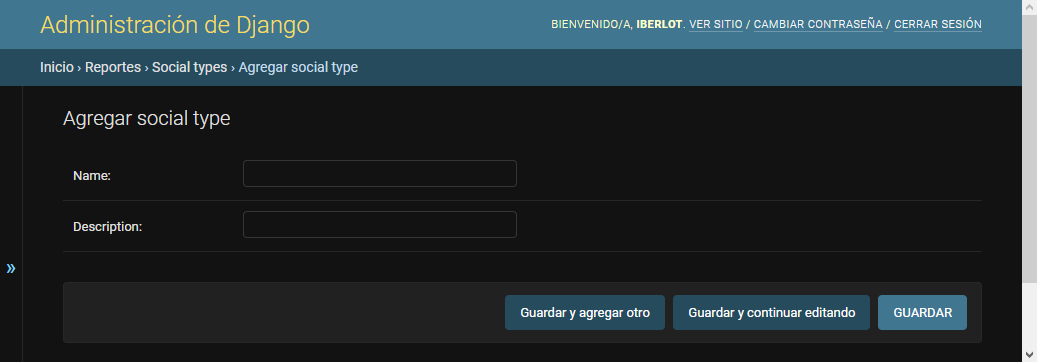 Administración de Django
BIENVENIDO/A, IBERLOT. VER SITIO / CAMBIAR CONTRASEÑA / CERRAR SESIÓN
Inicio › Reportes › Social types › Agregar social type
Agregar social type
Name:
Description:
»
Guardar y agregar otro
Guardar y continuar editando
GUARDAR